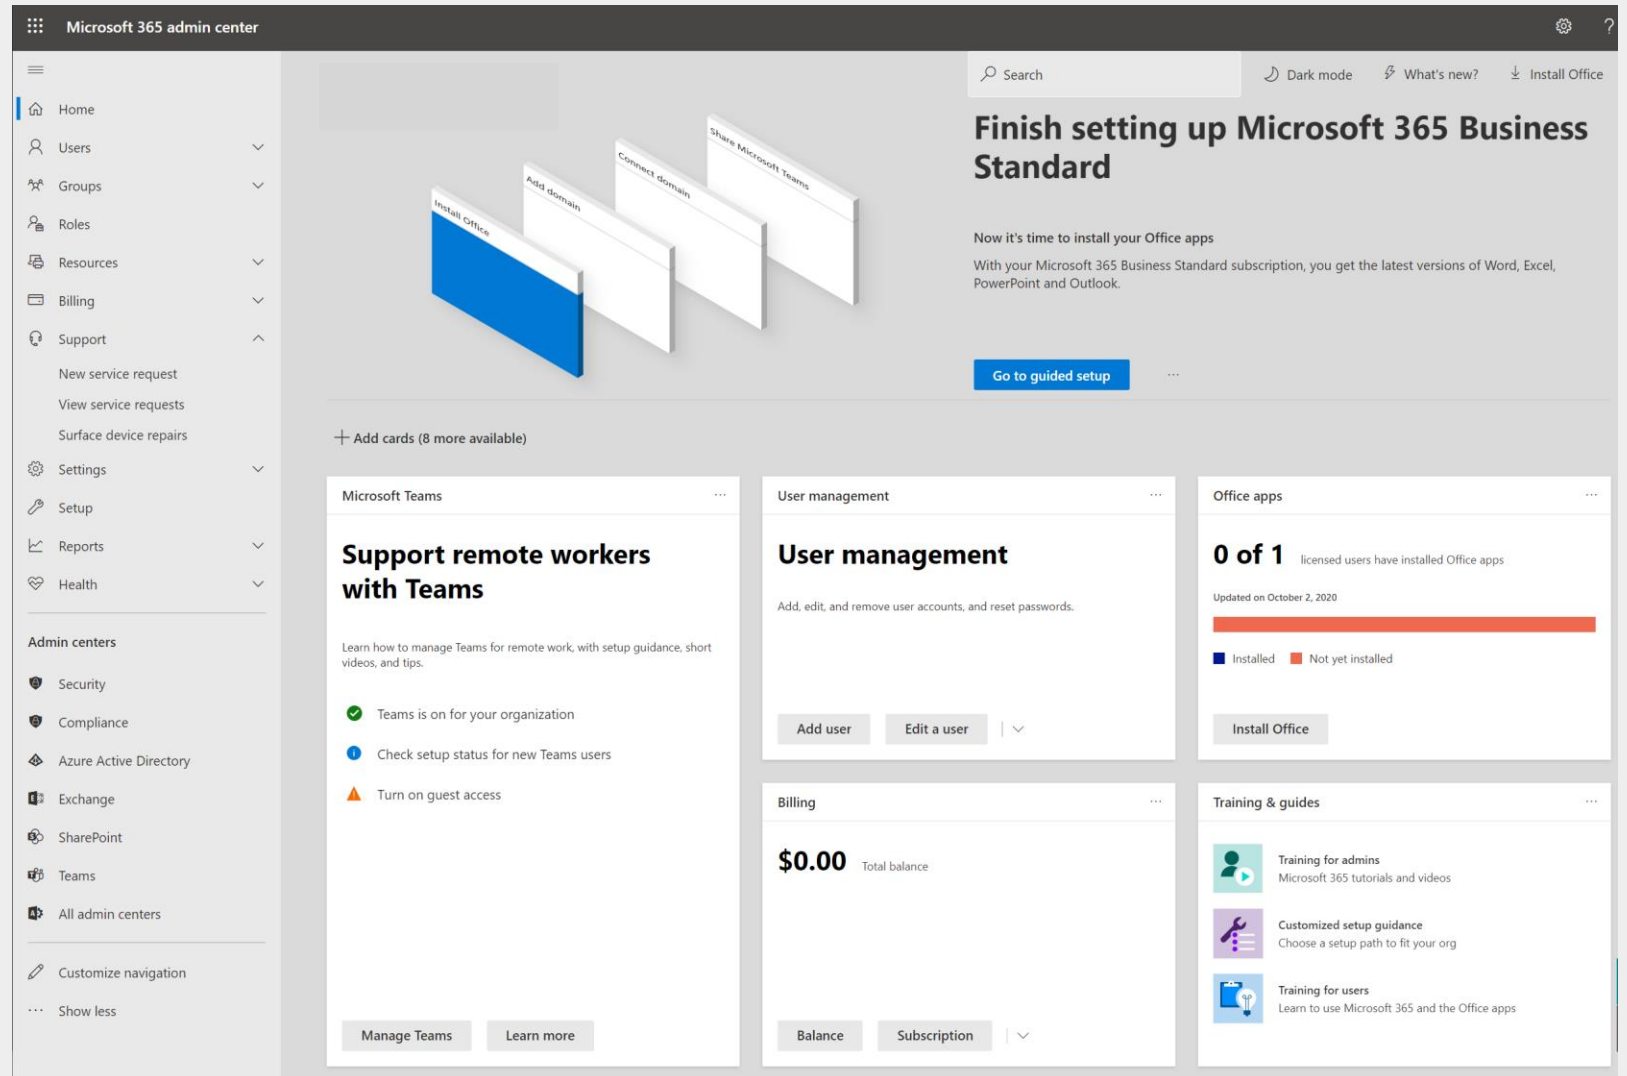 Microsoft 365 admin center
?
Home
Users
Groups
Roles
Resources
Billing
Support
New service request
View service requests
Surface device repairs
Settings
Setup
Reports
Health
Admin centers
Security
Compliance
Azure Active Directory
Exchange
SharePoint
Teams
All admin centers
Customize navigation
Show less
Search
Dark mode
What's new?
Install Office
Install Office
Add domain
Connect domain
Share Microsoft Teams
Finish setting up Microsoft 365 Business
Standard
Now it's time to install your Office apps
With your Microsoft 365 Business Standard subscription, you get the latest versions of Word, Excel,
PowerPoint and Outlook.
Go to guided setup
Add cards (8 more available)
Microsoft Teams
Support remote workers
with Teams
Learn how to manage Teams for remote work, with setup guidance, short
videos, and tips.
Teams is on for your organization
Check setup status for new Teams users
Turn on guest access
Manage Teams
Learn more
User management
User management
Add, edit, and remove user accounts, and reset passwords.
Add user
Edit a user
Office apps
0 of 1 licensed users have installed Office apps
Updated on October 2, 2020
Installed
Not yet installed
Install Office
Billing
$0.00 Total balance
Balance
Subscription
Training & guides
Training for admins
Microsoft 365 tutorials and videos
Customized setup guidance
Choose a setup path to fit your org
Training for users
Learn to use Microsoft 365 and the Office apps